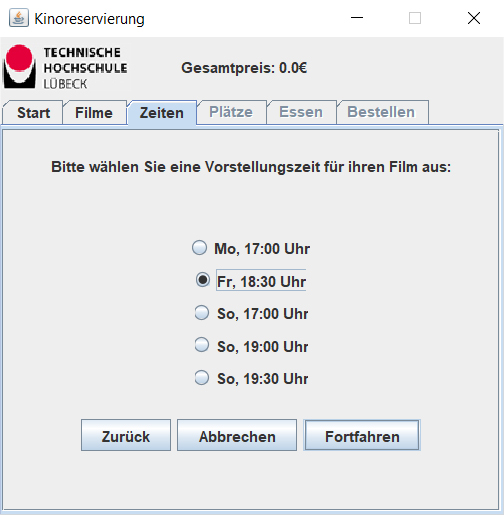 Kinoreservierung
TECHNISCHE
HOCHSCHULE
LÜBECK
Gesamtpreis: 0.0€
Start Filme Zeiten Plätze Essen Bestellen
Bitte wählen Sie eine Vorstellungszeit für ihren Film aus:
Mo, 17:00 Uhr
Fr, 18:30 Uhr
So, 17:00 Uhr
So, 19:00 Uhr
So, 19:30 Uhr
Zurück Abbrechen Fortfahren